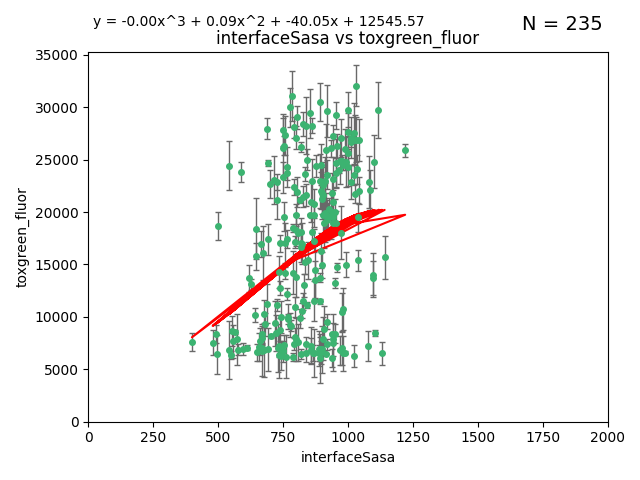 y = -0.00x^3 + 0.09x^2 + -40.05x + 12545.57
N = 235
interfaceSasa vs toxgreen_fluor
35000
30000
25000
20000
15000
10000
5000
0
toxgreen_fluor
0 250 500 750 1000 1250 1500 1750 2000
interfaceSasa